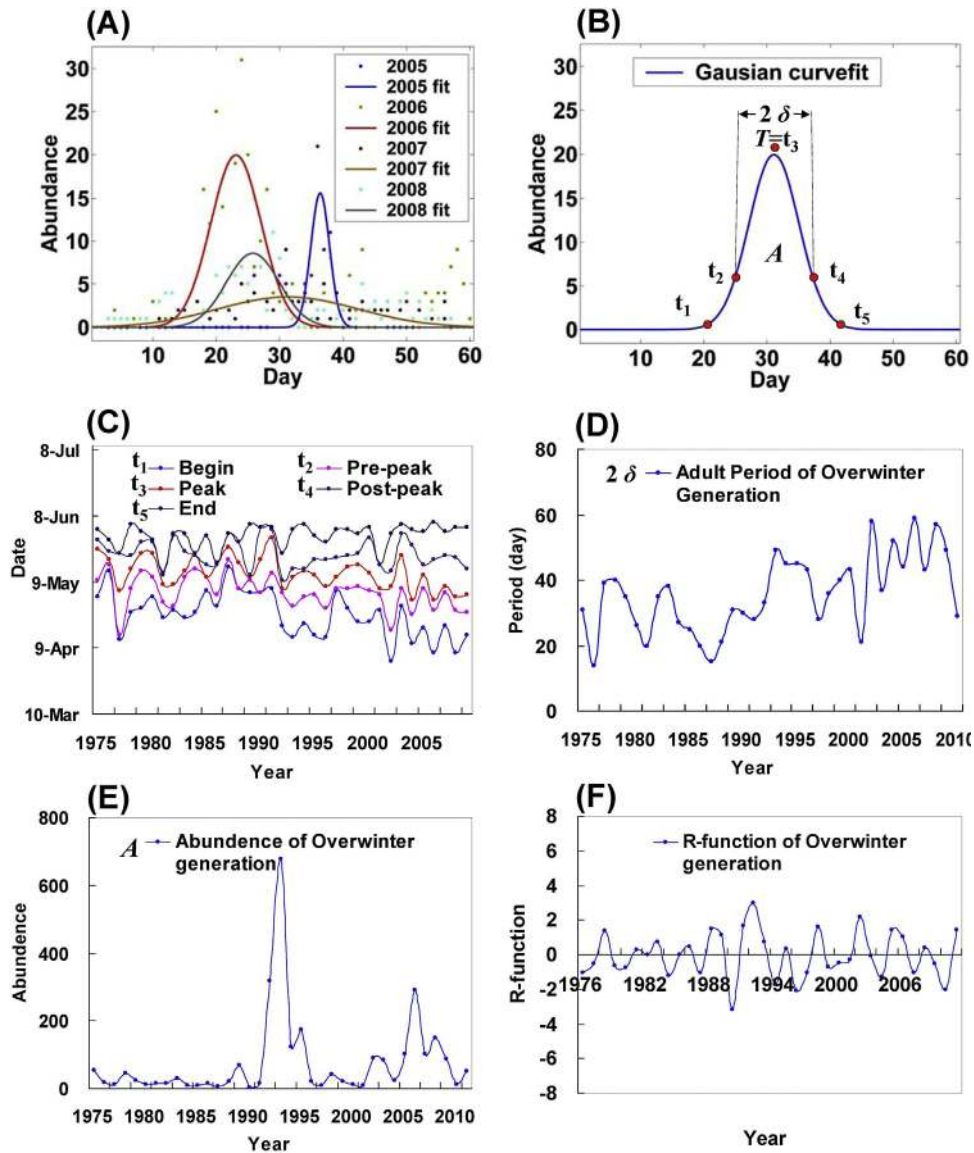 (A)
30
25
20
15
10
5
0
Abundance
2005
2005 fit
2006
2006 fit
2007
2007 fit
2008
2008 fit
10 20 30 40 50 60
Day
(B)
30
25
20
15
10
5
0
Abundance
Gausian curvefit
2 δ
T=t3
A
t2
t4
t1
t5
10 20 30 40 50 60
Day
(C)
8-Jul
8-Jun
9-May
9-Apr
10-Mar
Date
t1 Begin
t2 Pre-peak
t3 Peak
t4 Post-peak
t5 End
1975 1980 1985 1990 1995 2000 2005
Year
(D)
80
60
40
20
0
Period (day)
2 δ Adult Period of Overwinter
Generation
1975 1980 1985 1990 1995 2000 2005 2010
Year
(E)
800
600
400
200
0
Abundence
A Abundence of Overwinter
generation
1975 1980 1985 1990 1995 2000 2005 2010
Year
(F)
8
6
4
2
0
-2
-4
-6
-8
R-function
R-function of Overwinter
generation
1976 1982 1988 1994 2000 2006
Year